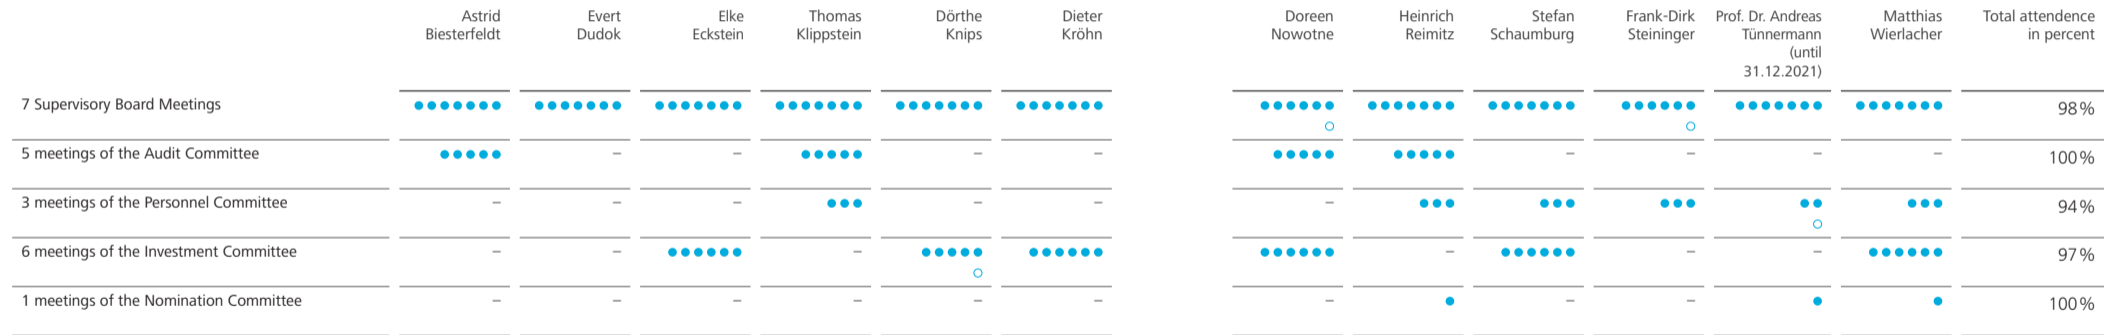 Astrid Biesterfeldt
Evert Dudok
Elke Eckstein
Thomas Klippstein
Dörthe Knips
Dieter Kröhn
Doreen Nowotne
Heinrich Reimitz
Stefan Schaumburg
Frank-Dirk Steininger
Prof. Dr. Andreas Tünnermann (until 31.12.2021)
Matthias Wierlacher
Total attendence in percent
7 Supervisory Board Meetings ●●●●●●● ●●●●●●● ●●●●●●● ●●●●●●● ●●●●●●● ●●●●●●● ●●●●●●○ ●●●●●●● ●●●●●●● ●●●●●●○ ●●●●●●● ●●●●●●● 98 %
5 meetings of the Audit Committee ●●●●● – – ●●●●● – – ●●●●● ●●●●● – – – – 100 %
3 meetings of the Personnel Committee – – – ●●● – – – ●●● ●●● ●●● ●●○ ●●● 94 %
6 meetings of the Investment Committee – – ●●●●●● – ●●●●●○ ●●●●●● ●●●●●● – ●●●●●● – – ●●●●●● 97 %
1 meetings of the Nomination Committee – – – – – – – ● – – ● ● 100 %